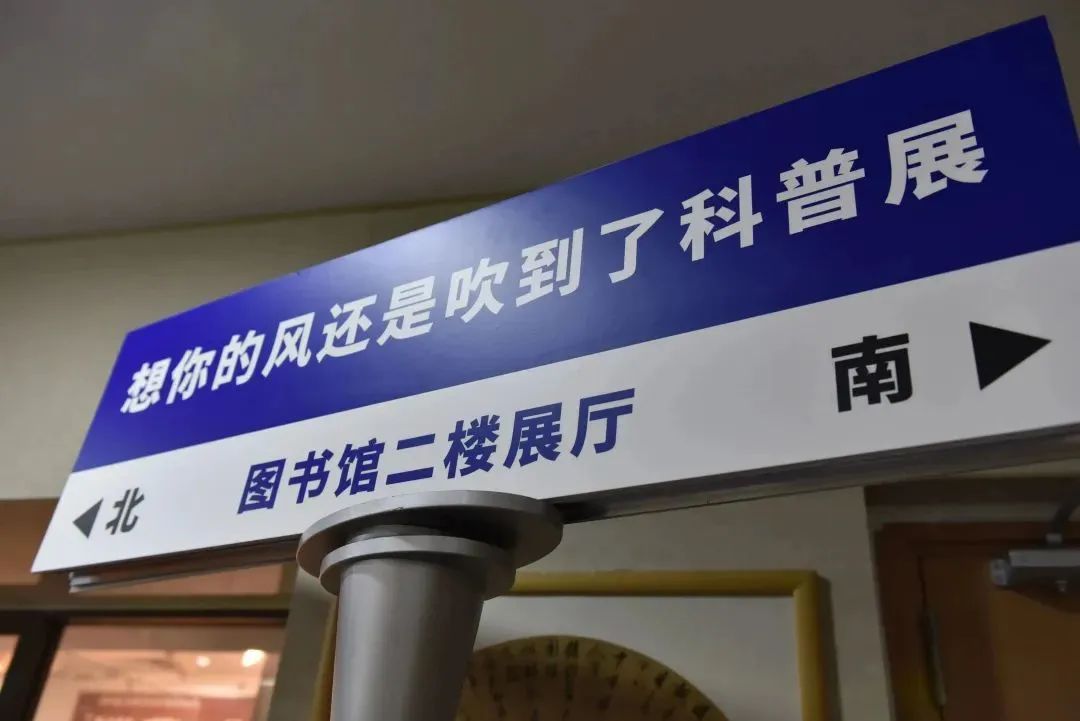 想你的风还是吹到了科普展
北 图书馆二楼展厅 南